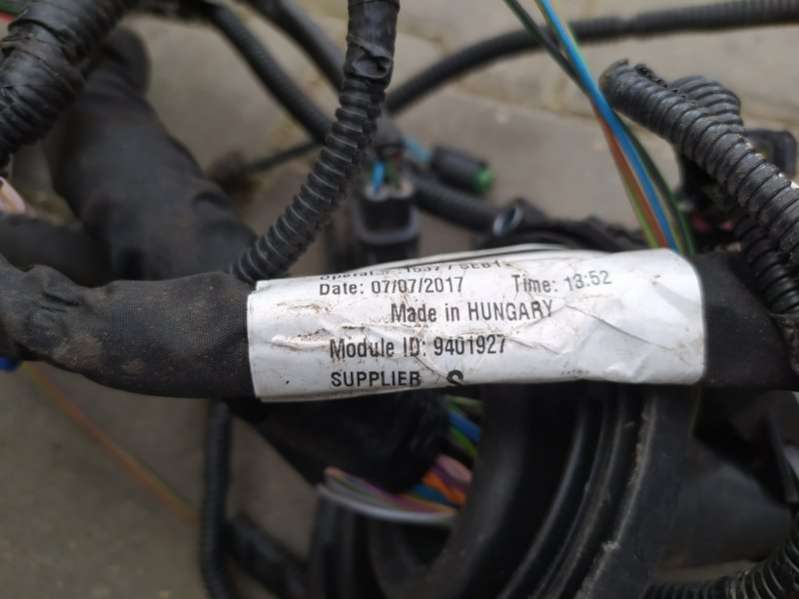 Date: 07/07/2017 Time: 13:52
Made in HUNGARY
Module ID: 9401927
SUPPLIER S